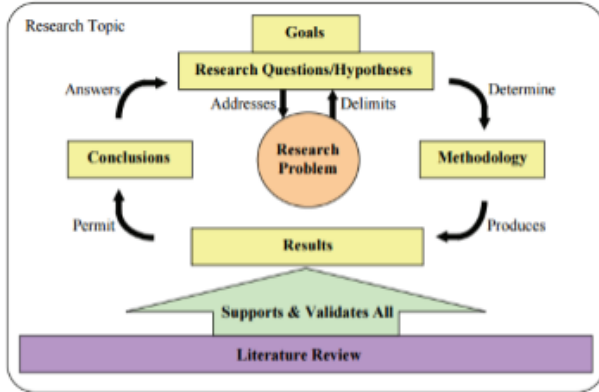 Research Topic
Goals
Research Questions/Hypotheses
Answers
Addresses
Delimits
Determine
Conclusions
Research
Problem
Methodology
Permit
Results
Produces
Supports & Validates All
Literature Review